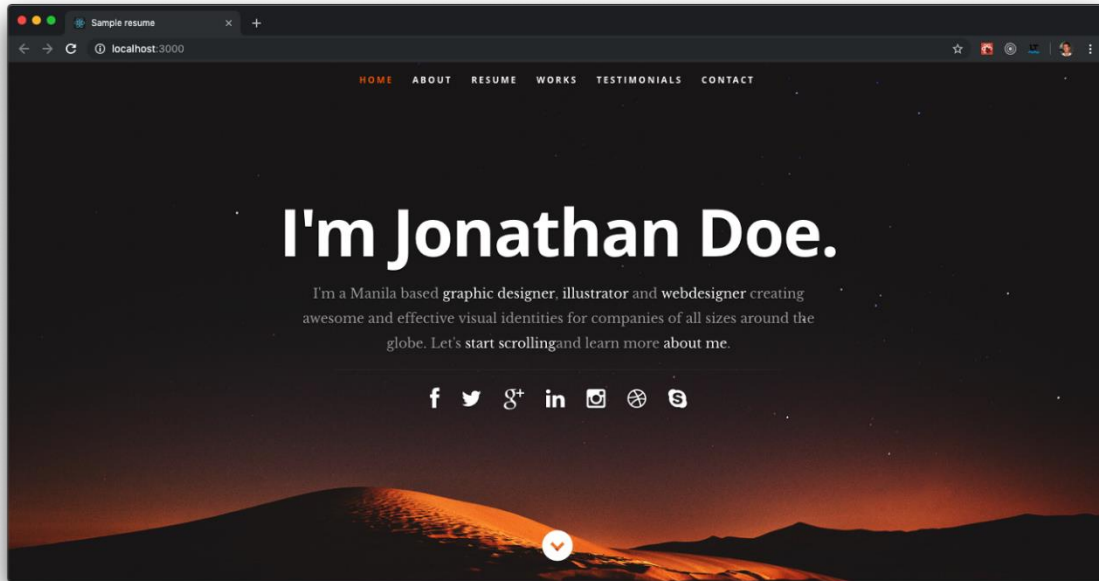 Sample resume
localhost:3000
HOME ABOUT RESUME WORKS TESTIMONIALS CONTACT
I'm Jonathan Doe.
I'm a Manila based graphic designer, illustrator and webdesigner creating
awesome and effective visual identities for companies of all sizes around the
globe. Let's start scrollingand learn more about me.